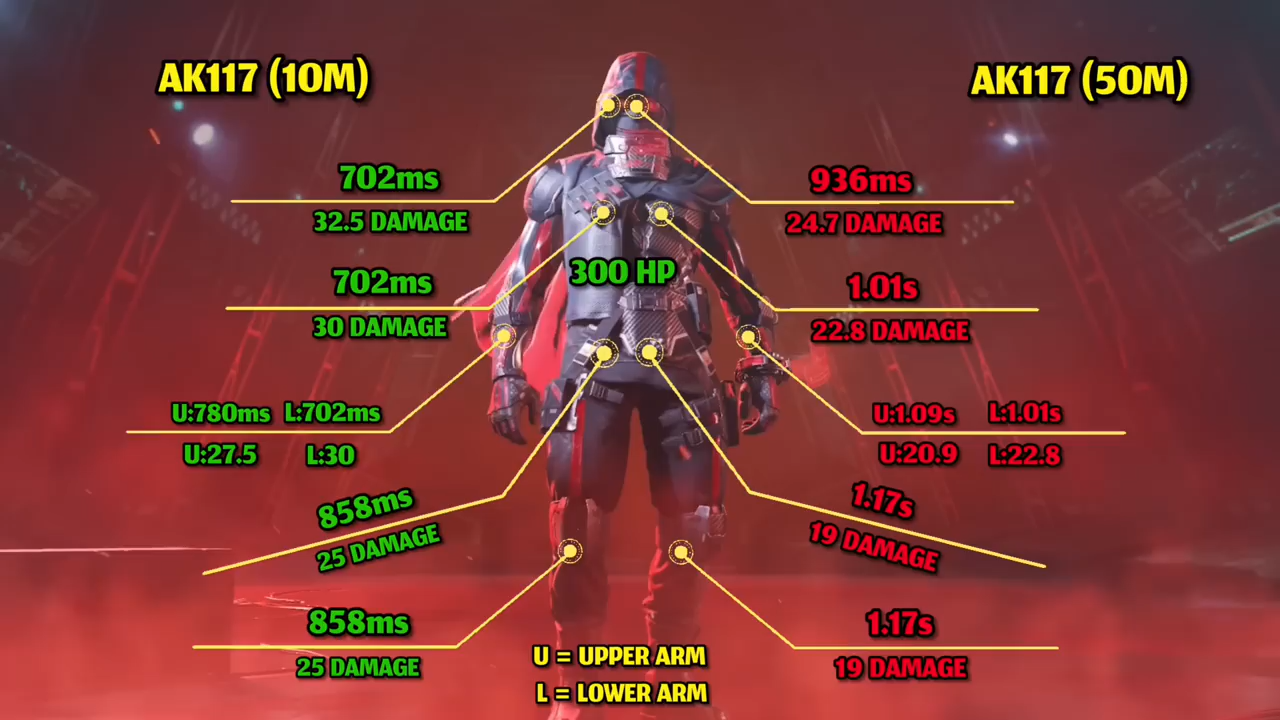 AK117 (10M)
AK117 (50M)
702ms
32.5 DAMAGE
936ms
24.7 DAMAGE
702ms
30 DAMAGE
300 HP
1.01s
22.8 DAMAGE
U:780ms L:702ms
U:27.5 L:30
U:1.09s L:1.01s
U:20.9 L:22.8
858ms
25 DAMAGE
1.17s
19 DAMAGE
858ms
25 DAMAGE
1.17s
19 DAMAGE
U = UPPER ARM
L = LOWER ARM